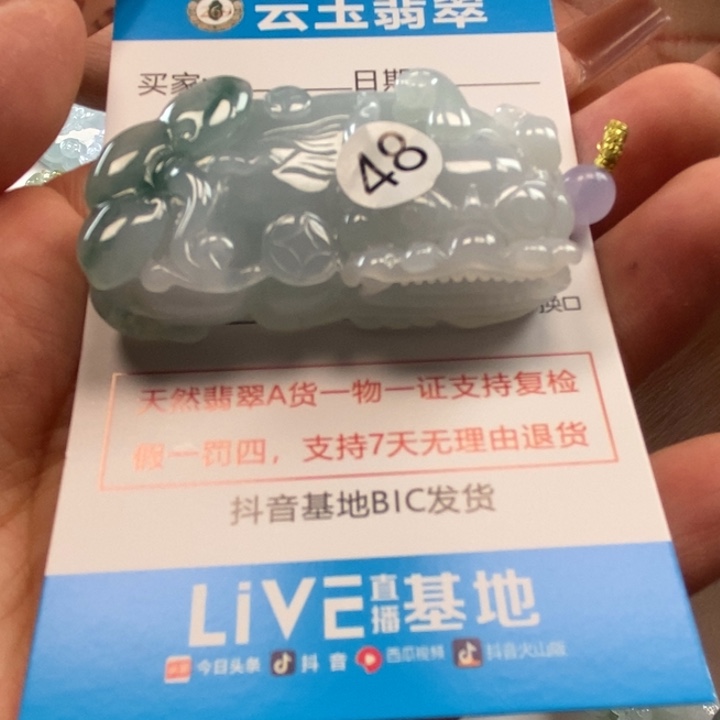 云玉翡翠
买家: 日期
48
换口
天然翡翠A货一物一证支持复检
假一罚四，支持7天无理由退货
抖音基地BIC发货
LiVE直播基地
今日头条 抖音 西瓜视频 抖音火山版